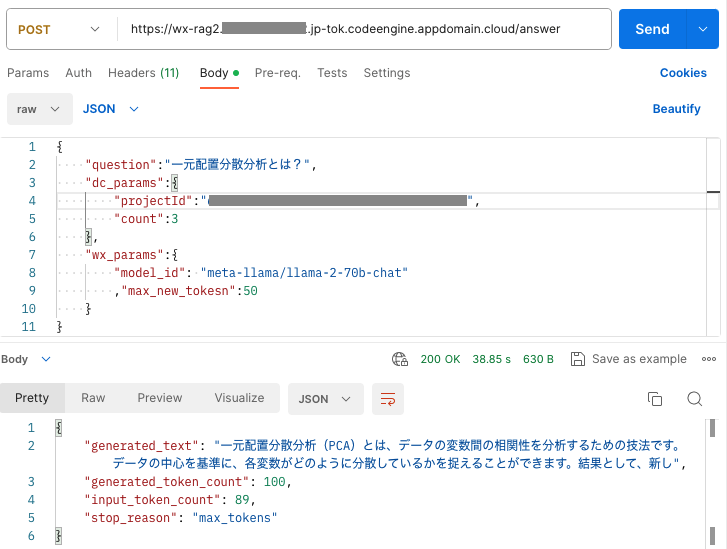 POST https://wx-rag2. .jp-tok.codeengine.appdomain.cloud/answer Send
Params Auth Headers (11) Body Pre-req. Tests Settings Cookies
raw JSON Beautify
1 {
2 "question":"一元配置分散分析とは？",
3 "dc_params":{
4 "projectId":" ",
5 "count":3
6 },
7 "wx_params":{
8 "model_id": "meta-llama/llama-2-70b-chat"
9 ,"max_new_tokesn":50
10 }
11 }
Body 200 OK 38.85 s 630 B Save as example
Pretty Raw Preview Visualize JSON
1 {
2 "generated_text": "一元配置分散分析（PCA）とは、データの変数間の相関性を分析するための技法です。
データの中心を基準に、各変数がどのように分散しているかを捉えることができます。結果として、新し",
3 "generated_token_count": 100,
4 "input_token_count": 89,
5 "stop_reason": "max_tokens"
6 }